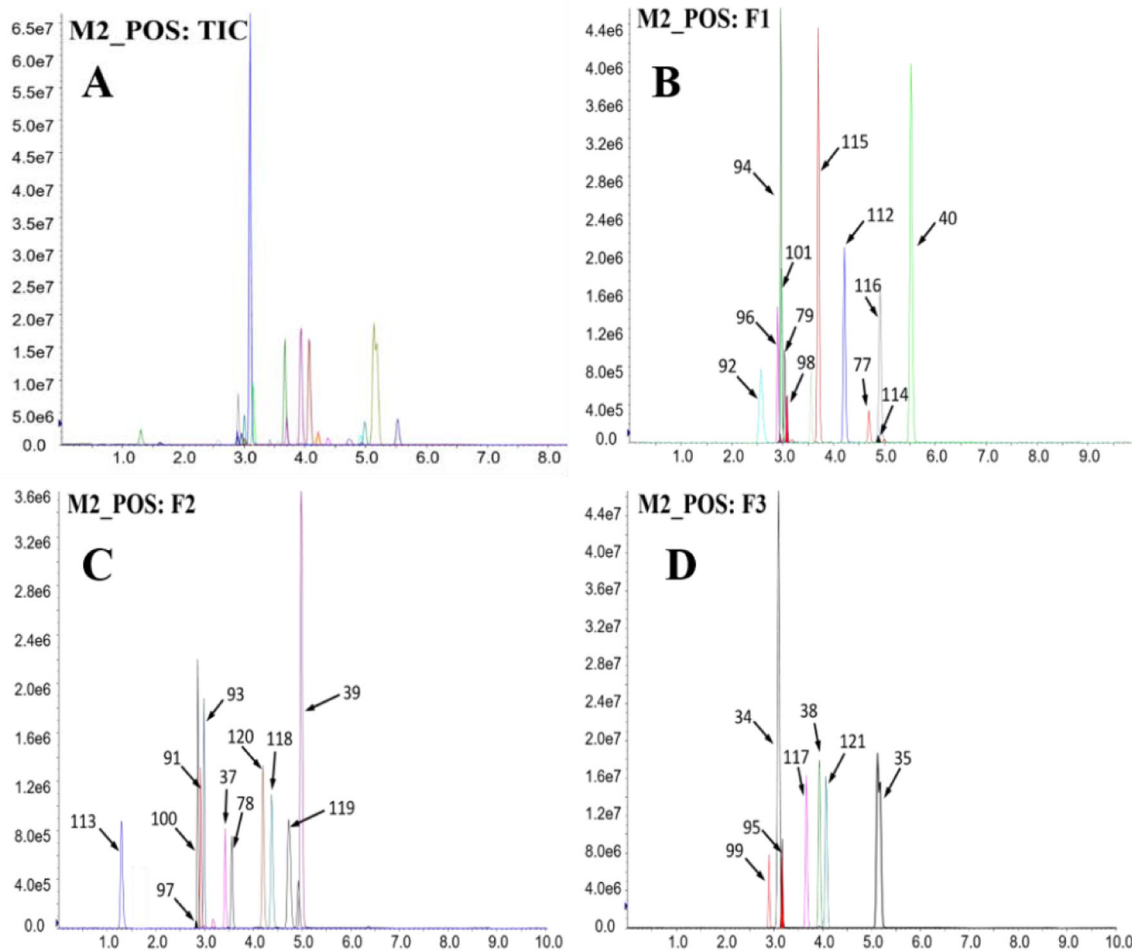 M2_POS: TIC
A
6.5e7
6.0e7
5.5e7
5.0e7
4.5e7
4.0e7
3.5e7
3.0e7
2.5e7
2.0e7
1.5e7
1.0e7
5.0e6
0.0
1.0 2.0 3.0 4.0 5.0 6.0 7.0 8.0
M2_POS: F1
B
4.4e6
4.0e6
3.6e6
3.2e6
2.8e6
2.4e6
2.0e6
1.6e6
1.2e6
8.0e5
4.0e5
0.0
94
115
112
40
101
116
96
79
92
98
77
114
1.0 2.0 3.0 4.0 5.0 6.0 7.0 8.0 9.0
M2_POS: F2
C
3.6e6
2.8e6
2.4e6
2.0e6
1.6e6
1.2e6
8.0e5
4.0e5
0.0
93
39
91
120
118
37
78
119
113
100
97
1.0 2.0 3.0 4.0 5.0 6.0 7.0 8.0 9.0 10.0
M2_POS: F3
D
4.4e7
4.0e7
3.6e7
3.2e7
2.8e7
2.4e7
2.0e7
1.6e7
1.2e7
8.0e6
4.0e6
0.0
34
38
117
121
35
95
99
1.0 2.0 3.0 4.0 5.0 6.0 7.0 8.0 9.0 10.0